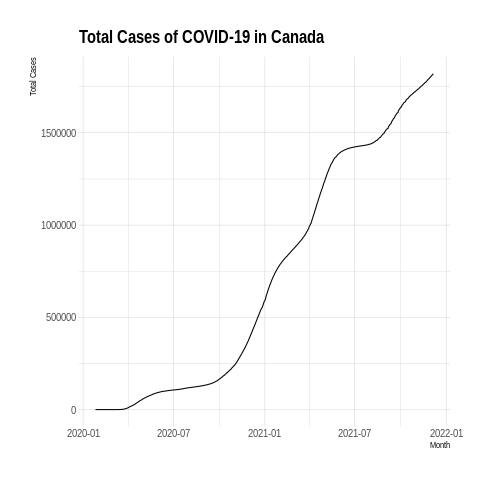 Total Cases of COVID-19 in Canada
Total Cases
1500000
1000000
500000
0
2020-01 2020-07 2021-01 2021-07 2022-01
Month